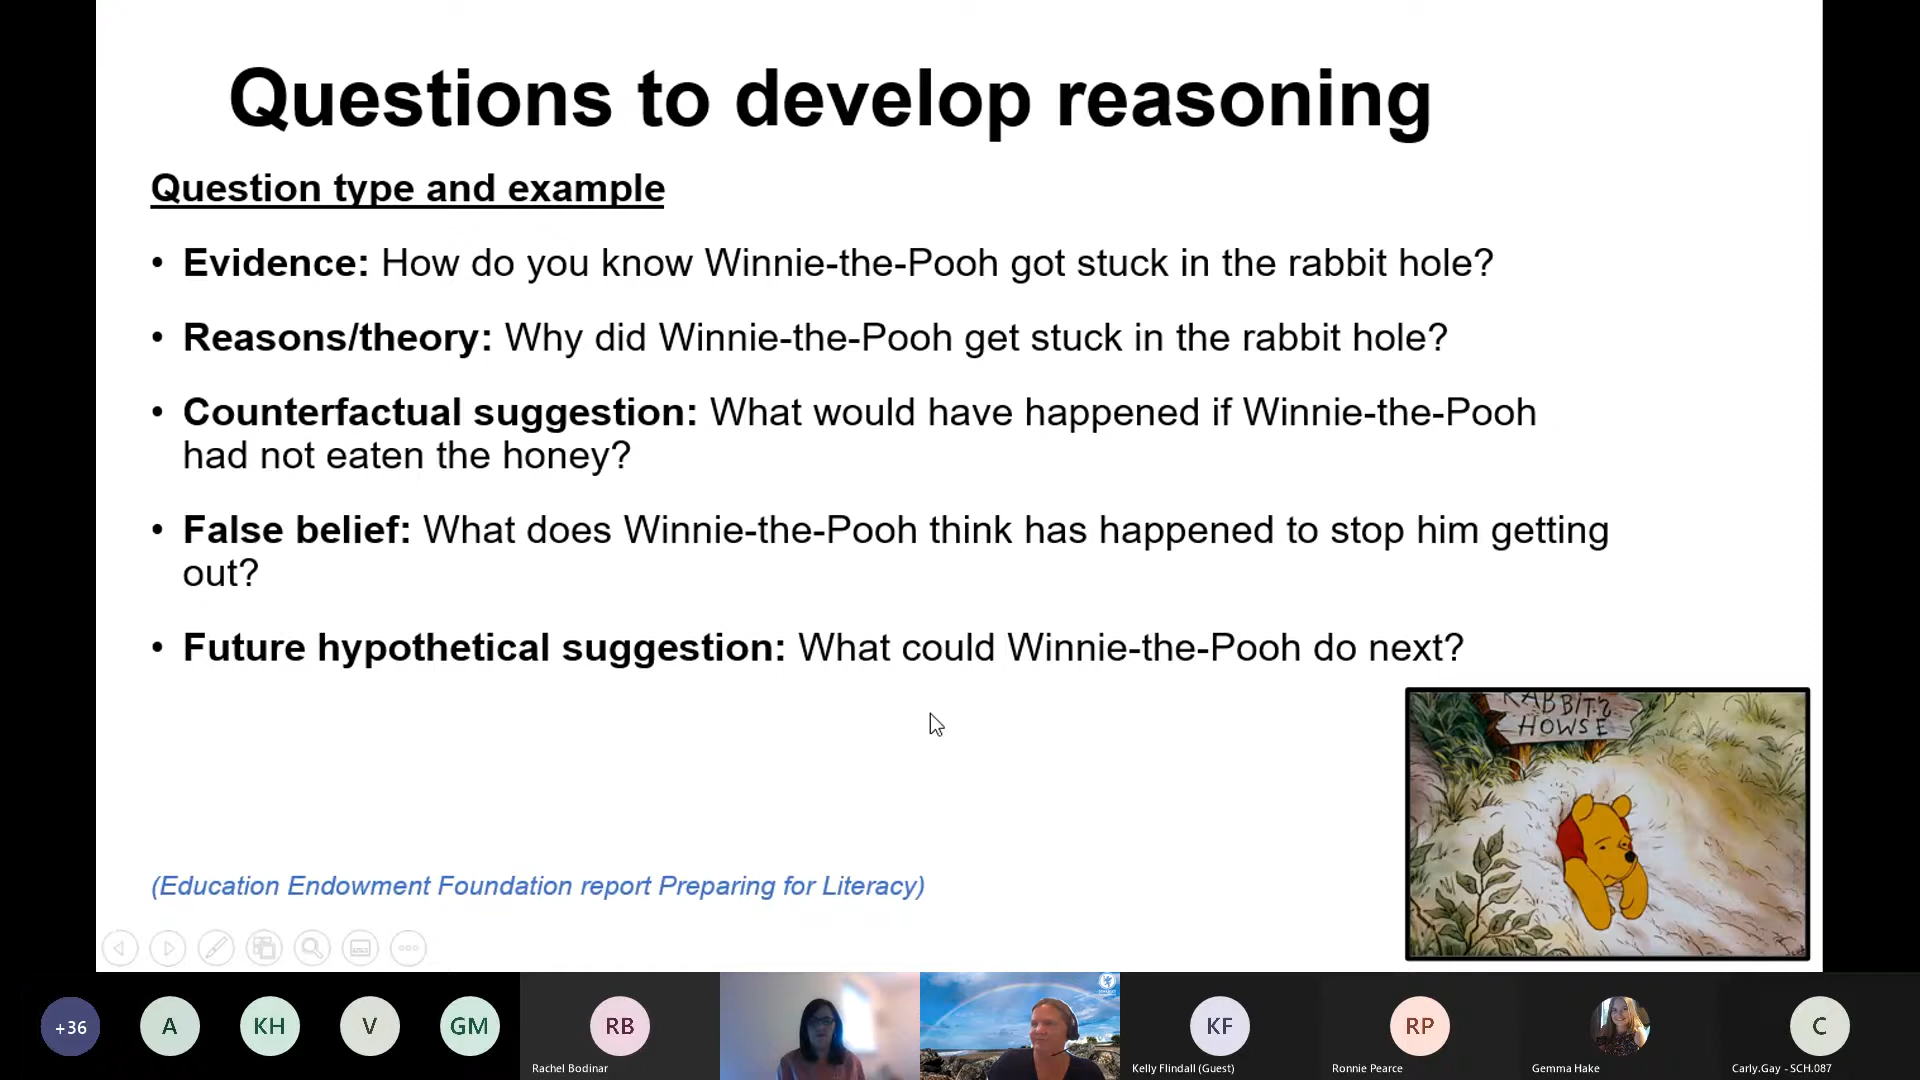 Questions to develop reasoning
Question type and example
• Evidence: How do you know Winnie-the-Pooh got stuck in the rabbit hole?
• Reasons/theory: Why did Winnie-the-Pooh get stuck in the rabbit hole?
• Counterfactual suggestion: What would have happened if Winnie-the-Pooh
had not eaten the honey?
• False belief: What does Winnie-the-Pooh think has happened to stop him getting
out?
• Future hypothetical suggestion: What could Winnie-the-Pooh do next?
RABBITS
HOWSE
(Education Endowment Foundation report Preparing for Literacy)
+36
A
KH
V
GM
RB
Rachel Bodinar
KF
Kelly Flindall (Guest)
RP
Ronnie Pearce
Gemma Hake
C
Carly.Gay - SCH.087